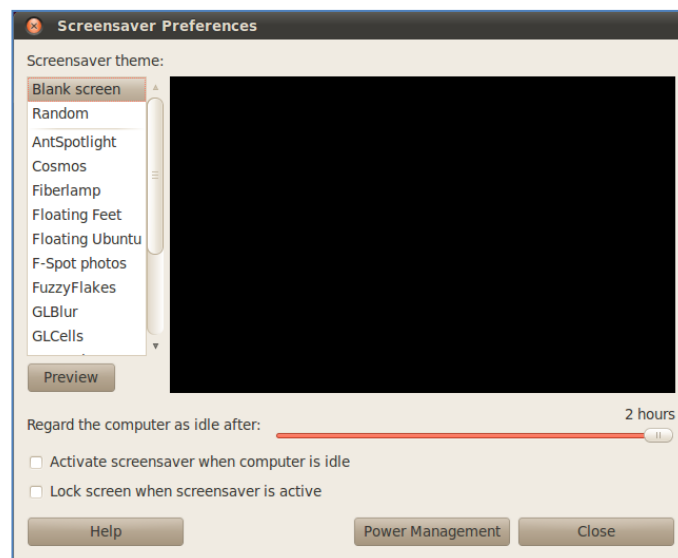 Screensaver Preferences
Screensaver theme:
Blank screen
Random
AntSpotlight
Cosmos
Fiberlamp
Floating Feet
Floating Ubuntu
F-Spot photos
FuzzyFlakes
GLBlur
GLCells
Preview
2 hours
Regard the computer as idle after:
Activate screensaver when computer is idle
Lock screen when screensaver is active
Help Power Management Close